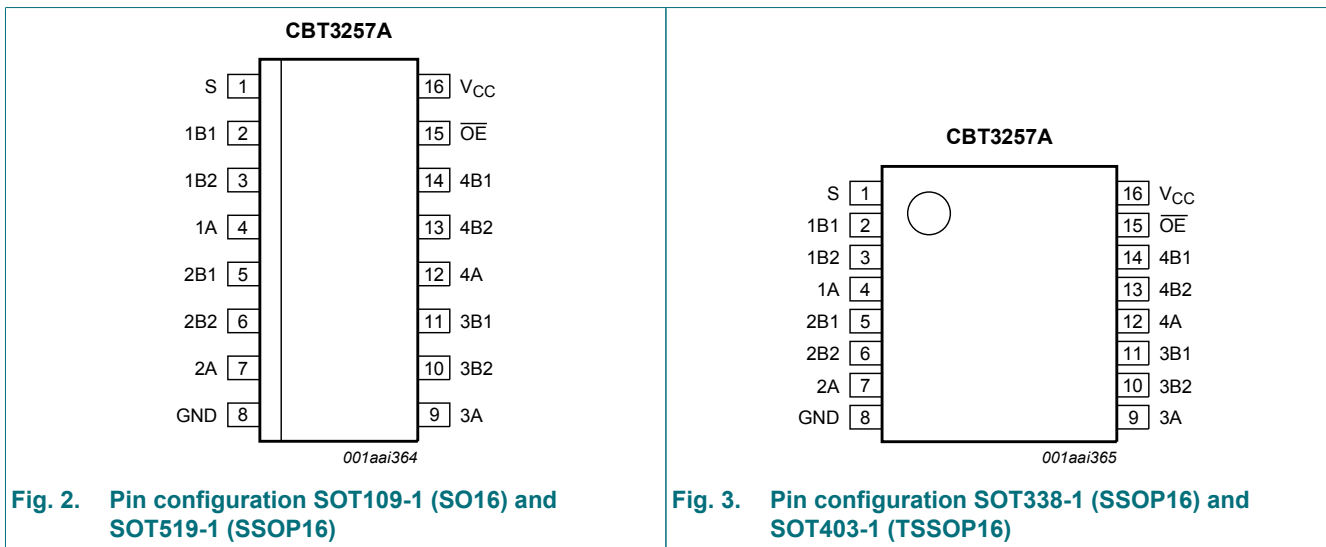 CBT3257A
S 1 16 VCC
1B1 2 15 OE
1B2 3 14 4B1
1A 4 13 4B2
2B1 5 12 4A
2B2 6 11 3B1
2A 7 10 3B2
GND 8 9 3A
001aai364
Fig. 2. Pin configuration SOT109-1 (SO16) and
SOT519-1 (SSOP16)
CBT3257A
S 1 16 VCC
1B1 2 15 OE
1B2 3 14 4B1
1A 4 13 4B2
2B1 5 12 4A
2B2 6 11 3B1
2A 7 10 3B2
GND 8 9 3A
001aai365
Fig. 3. Pin configuration SOT338-1 (SSOP16) and
SOT403-1 (TSSOP16)